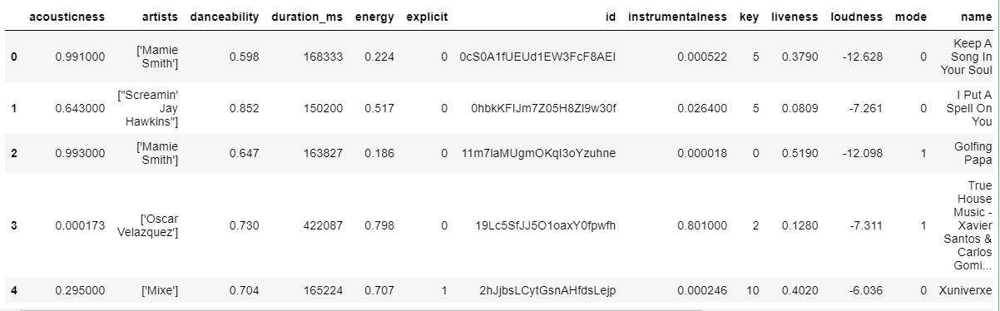 acousticness artists danceability duration_ms energy explicit id instrumentalness key liveness loudness mode name
0 0.991000 ['Mamie Smith'] 0.598 168333 0.224 0 0cS0A1fUEUd1EW3FcF8AEI 0.000522 5 0.3790 -12.628 0 Keep A Song In Your Soul
1 0.643000 ["Screamin' Jay Hawkins"] 0.852 150200 0.517 0 0hbkKFIJm7Z05H8Zl9w30f 0.026400 5 0.0809 -7.261 0 I Put A Spell On You
2 0.993000 ['Mamie Smith'] 0.647 163827 0.186 0 11m7laMUgmOKqI3oYzuhne 0.000018 0 0.5190 -12.098 1 Golfing Papa
3 0.000173 ['Oscar Velazquez'] 0.730 422087 0.798 0 19Lc5SfJJ5O1oaxY0fpwfh 0.801000 2 0.1280 -7.311 1 True House Music - Xavier Santos & Carlos Gomi...
4 0.295000 ['Mixe'] 0.704 165224 0.707 1 2hJjbsLCytGsnAHfdsLejp 0.000246 10 0.4020 -6.036 0 Xuniverxe